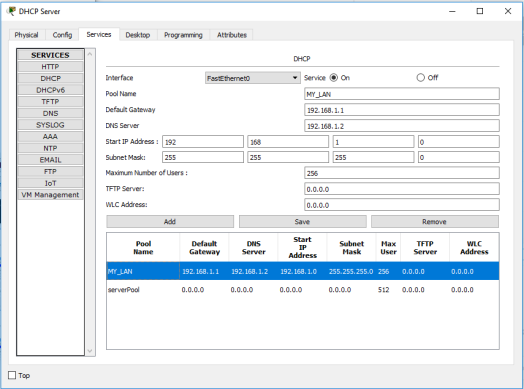 DHCP Server
Physical Config Services Desktop Programming Attributes
SERVICES
HTTP
DHCP
DHCPv6
TFTP
DNS
SYSLOG
AAA
NTP
EMAIL
FTP
IoT
VM Management
DHCP
Interface FastEthernet0 Service On Off
Pool Name MY_LAN
Default Gateway 192.168.1.1
DNS Server 192.168.1.2
Start IP Address : 192 168 1 0
Subnet Mask: 255 255 255 0
Maximum Number of Users : 256
TFTP Server: 0.0.0.0
WLC Address: 0.0.0.0
Add Save Remove
Pool Name Default Gateway DNS Server Start IP Address Subnet Mask Max User TFTP Server WLC Address
MY_LAN 192.168.1.1 192.168.1.2 192.168.1.0 255.255.255.0 256 0.0.0.0 0.0.0.0
serverPool 0.0.0.0 0.0.0.0 0.0.0.0 0.0.0.0 512 0.0.0.0 0.0.0.0
Top